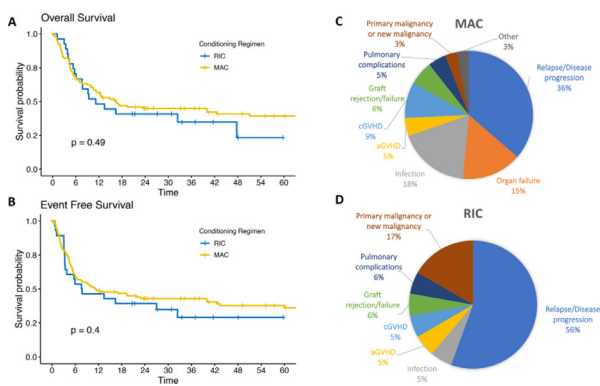 A
Overall Survival
Conditioning Regimen
RIC
MAC
Survival probability
1.0
0.8
0.5
0.2
0.0
p = 0.49
0 6 12 18 24 30 36 42 48 54 60
Time
B
Event Free Survival
Conditioning Regimen
RIC
MAC
Survival probability
1.0
0.8
0.5
0.2
0.0
p = 0.4
0 6 12 18 24 30 36 42 48 54 60
Time
C
MAC
Primary malignancy or
new malignancy
3%
Other
3%
Pulmonary
complications
5%
Graft
rejection/failure
6%
cGVHD
9%
aGVHD
5%
Infection
18%
Organ failure
15%
Relapse/Disease
progression
36%
D
RIC
Primary malignancy or
new malignancy
17%
Pulmonary
complications
6%
Graft
rejection/failure
6%
cGVHD
5%
aGVHD
5%
Infection
5%
Relapse/Disease
progression
56%